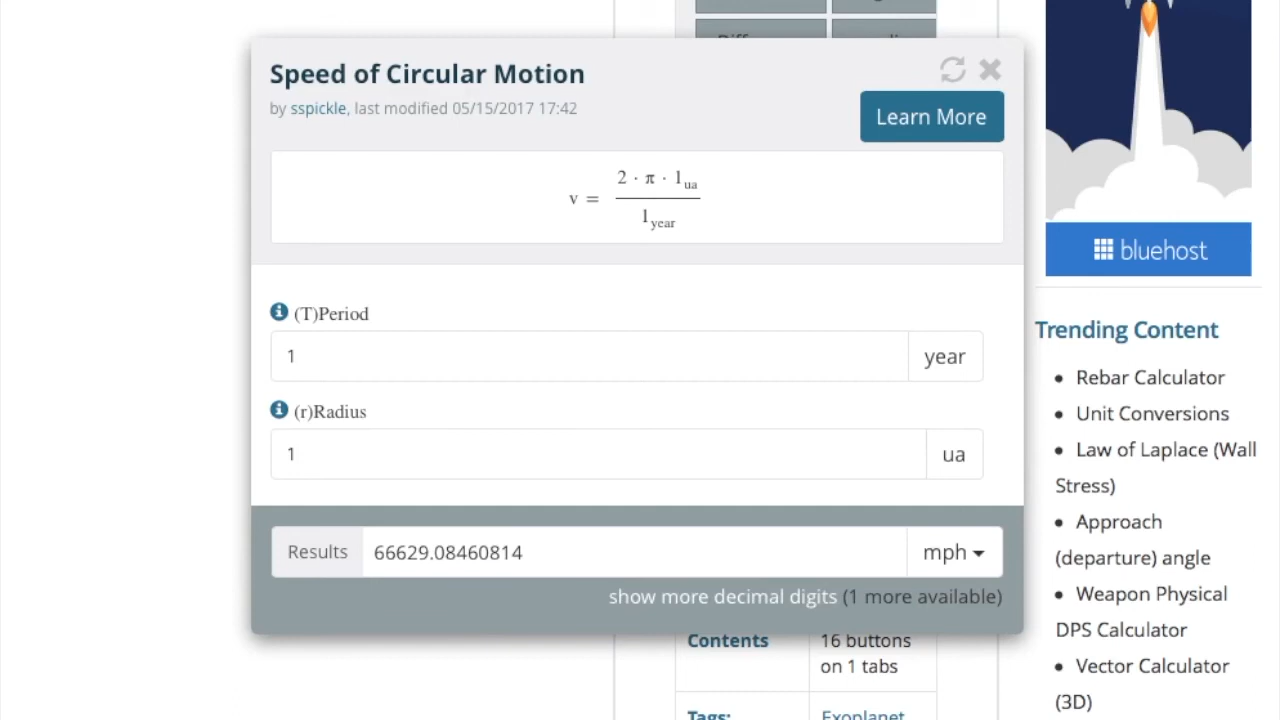 Speed of Circular Motion
by sspickle, last modified 05/15/2017 17:42
Learn More
v = 2 · π · 1ua / 1year
(T)Period
1 year
(r)Radius
1 ua
Results 66629.08460814 mph
show more decimal digits (1 more available)
Contents 16 buttons
on 1 tabs
Tags: Exoplanet
bluehost
Trending Content
• Rebar Calculator
• Unit Conversions
• Law of Laplace (Wall
Stress)
• Approach
(departure) angle
• Weapon Physical
DPS Calculator
• Vector Calculator
(3D)